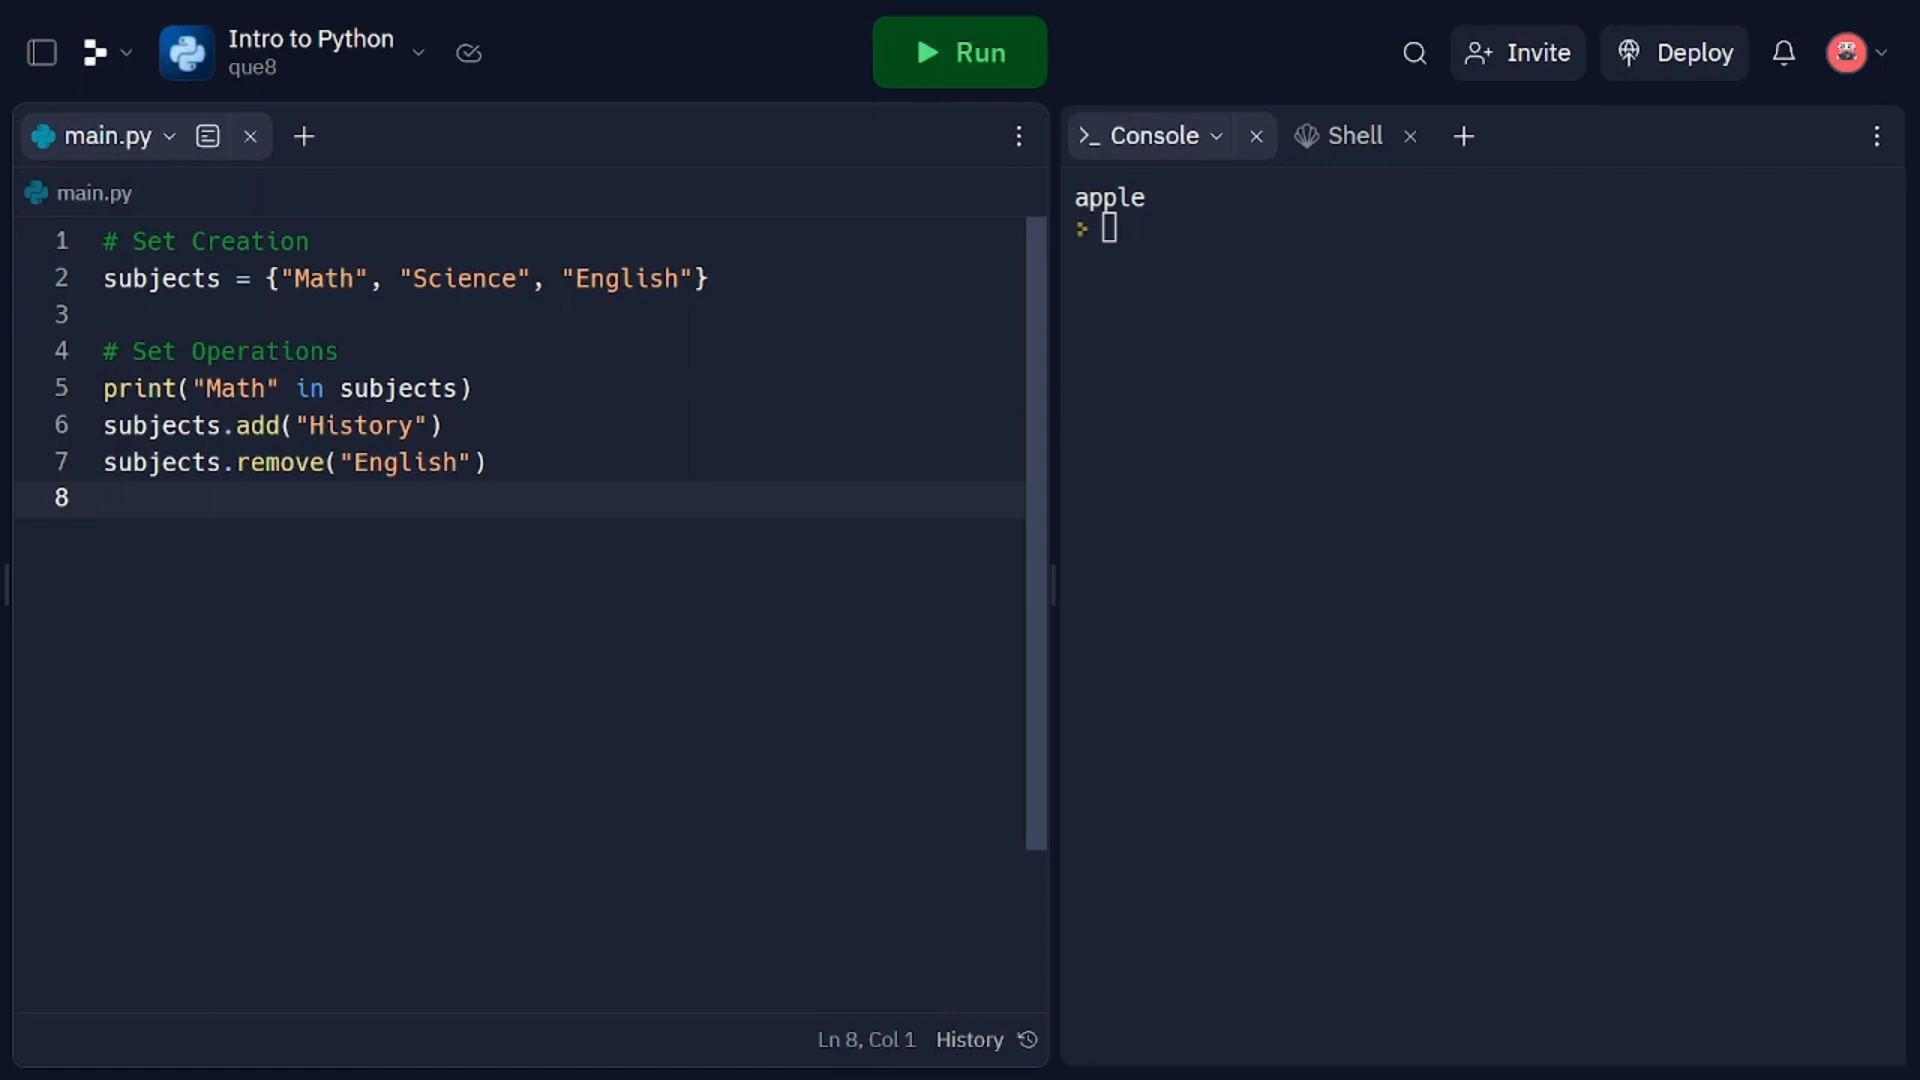 Intro to Python
que8
Run
Invite
Deploy
main.py
main.py
1 # Set Creation
2 subjects = {"Math", "Science", "English"}
3
4 # Set Operations
5 print("Math" in subjects)
6 subjects.add("History")
7 subjects.remove("English")
8
Ln 8, Col 1 History
>_ Console
Shell
apple